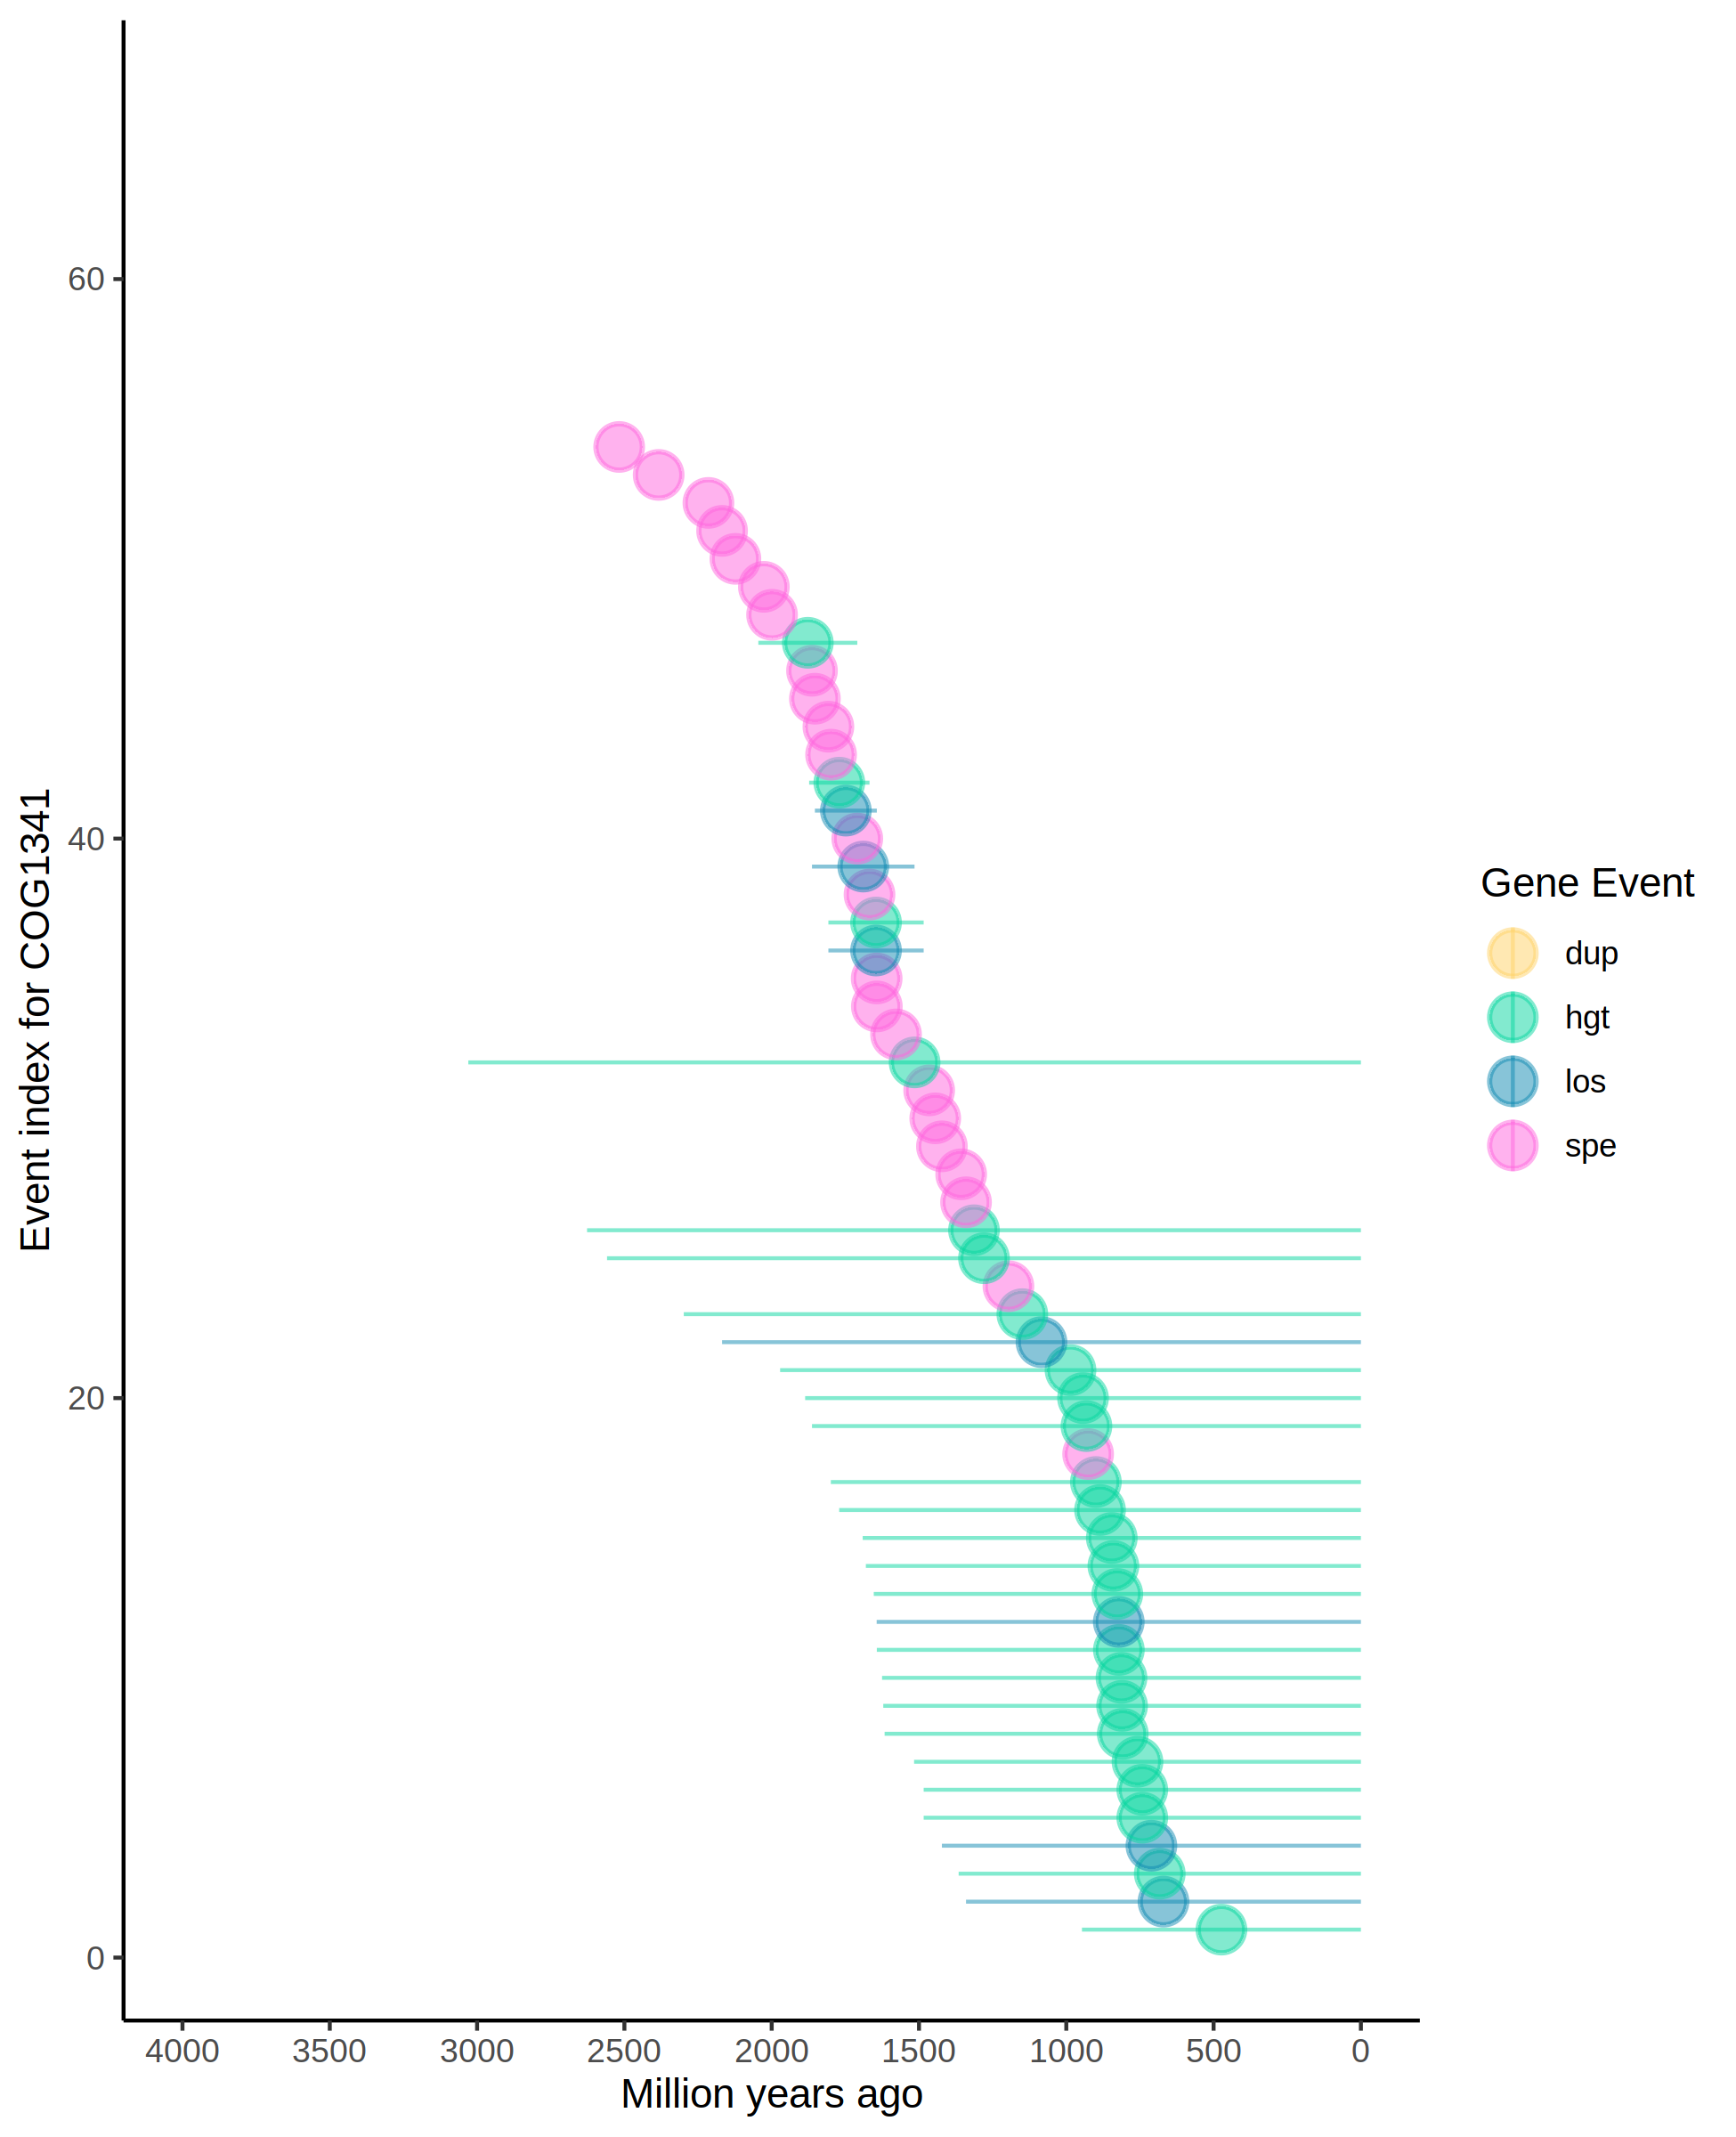 60
40
20
0
Event index for COG1341
4000 3500 3000 2500 2000 1500 1000 500 0
Million years ago
Gene Event
dup
hgt
los
spe